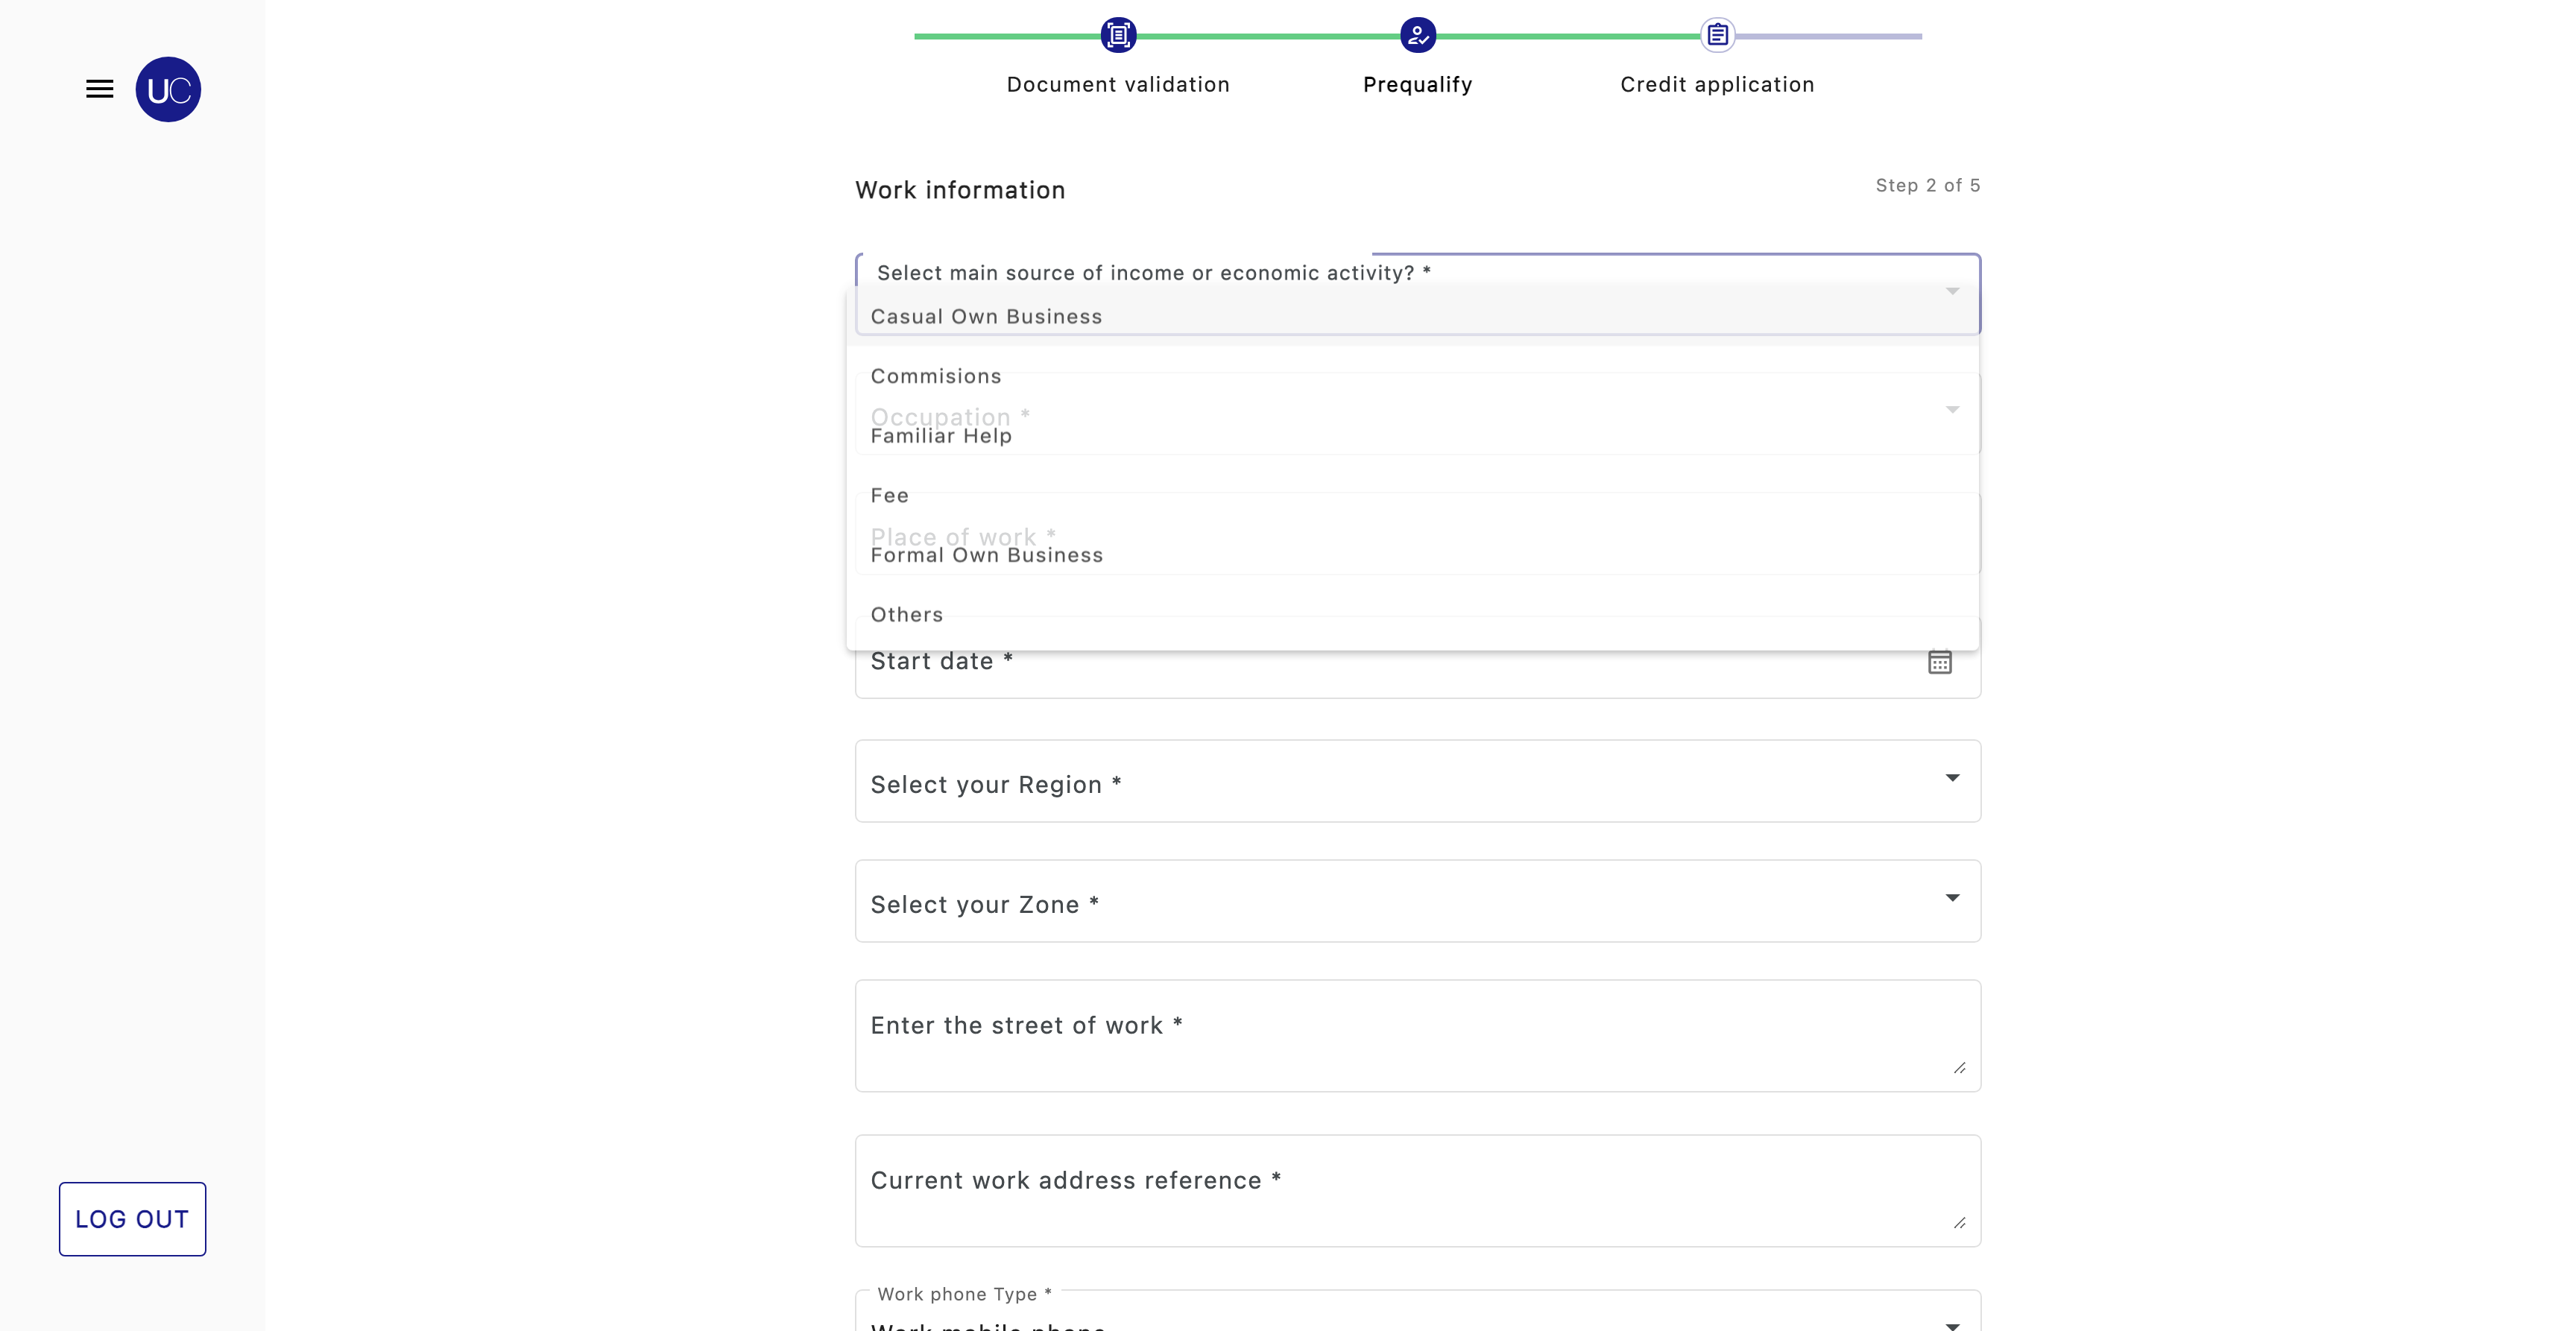 UC
Document validation
Prequalify
Credit application
Work information
Step 2 of 5
Select main source of income or economic activity? *
Casual Own Business
Commisions
Occupation *
Familiar Help
Fee
Place of work *
Formal Own Business
Others
Start date *
Select your Region *
Select your Zone *
Enter the street of work *
Current work address reference *
LOG OUT
Work phone Type *
Work mobile phone